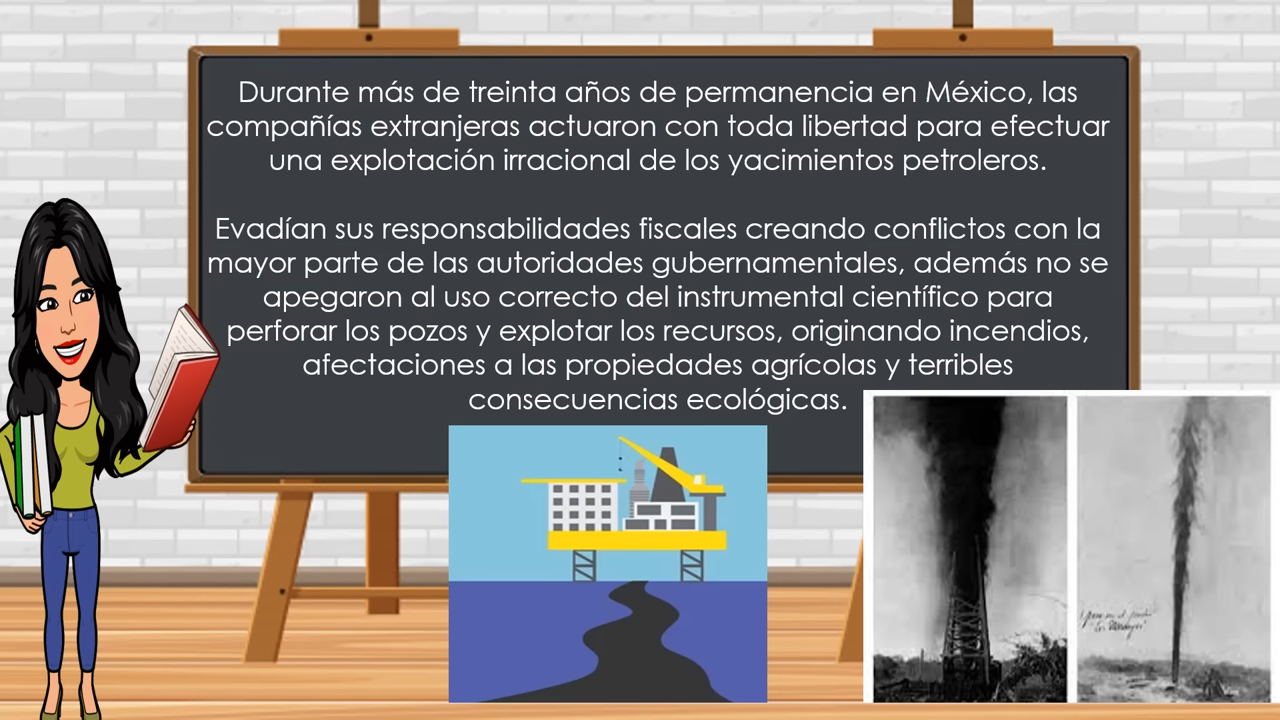 Durante más de treinta años de permanencia en México, las
compañías extranjeras actuaron con toda libertad para efectuar
una explotación irracional de los yacimientos petroleros.
Evadían sus responsabilidades fiscales creando conflictos con la
mayor parte de las autoridades gubernamentales, además no se
apegaron al uso correcto del instrumental científico para
perforar los pozos y explotar los recursos, originando incendios,
afectaciones a las propiedades agrícolas y terribles
consecuencias ecológicas.